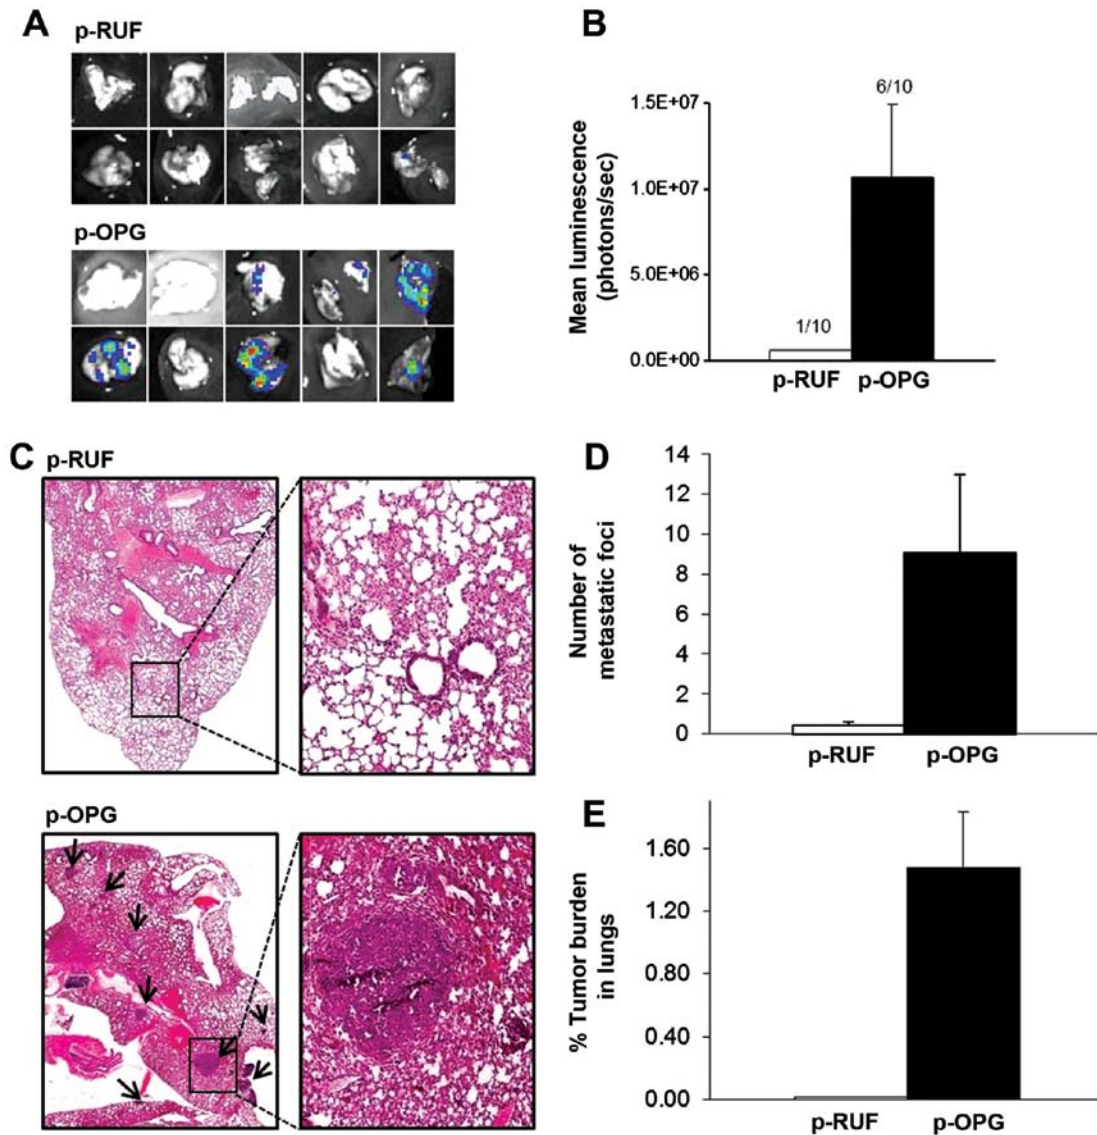 A
p-RUF
p-OPG
B
Mean luminescence
(photons/sec)
1.5E+07
1.0E+07
5.0E+06
0.0E+00
1/10
6/10
p-RUF
p-OPG
C
p-RUF
p-OPG
D
Number of
metastatic foci
14
12
10
8
6
4
2
0
p-RUF
p-OPG
E
% Tumor burden
in lungs
1.60
1.20
0.80
0.40
0.00
p-RUF
p-OPG